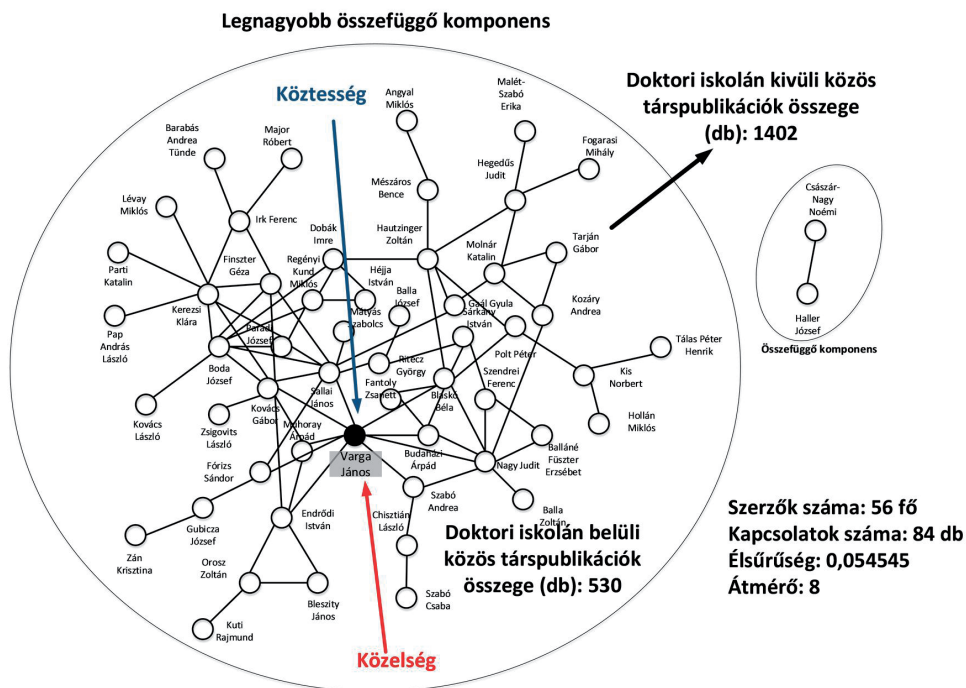 Legnagyobb összefüggő komponens
Köztesség
Doktori iskolán kivüli közös
társpublikációk összege
(db): 1402
Angyal
Miklós
Malét-
Szabó
Erika
Fogarasi
Mihály
Barabás
Andrea
Tünde
Major
Róbert
Hegedűs
Judit
Mészáros
Bence
Lévay
Miklós
Irk Ferenc
Dobák
Imre
Hautzinger
Zoltán
Molnár
Katalin
Tarján
Gábor
Császár-
Nagy
Noémi
Parti
Katalin
Finszter
Géza
Regényi
Kund
Miklós
Héjja
István
Balla
József
Gaál Gyula
Sárkány
István
Kozáry
Andrea
Kerezsi
Klára
Mátyás
Szabolcs
Haller
József
Összefüggő komponens
Pap
András
László
Parádi
József
Boda
József
Sallai
János
Ritecz
György
Polt Péter
Tálas Péter
Henrik
Fantoly
Zsanett
Blaskó
Béla
Szendrei
Ferenc
Kis
Norbert
Kovács
László
Zsigovits
László
Kovács
Gábor
Muhoray
Árpád
Hollán
Miklós
Varga
János
Budaházi
Árpád
Nagy Judit
Balláné
Füszter
Erzsébet
Fórizs
Sándor
Szabó
Andrea
Balla
Zoltán
Zán
Krisztina
Gubicza
József
Endrődi
István
Chisztián
László
Doktori iskolán belüli
közös társpublikációk
összege (db): 530
Szerzők száma: 56 fő
Kapcsolatok száma: 84 db
Élsűrűség: 0,054545
Átmérő: 8
Orosz
Zoltán
Bleszity
János
Szabó
Csaba
Kuti
Rajmund
Közelség